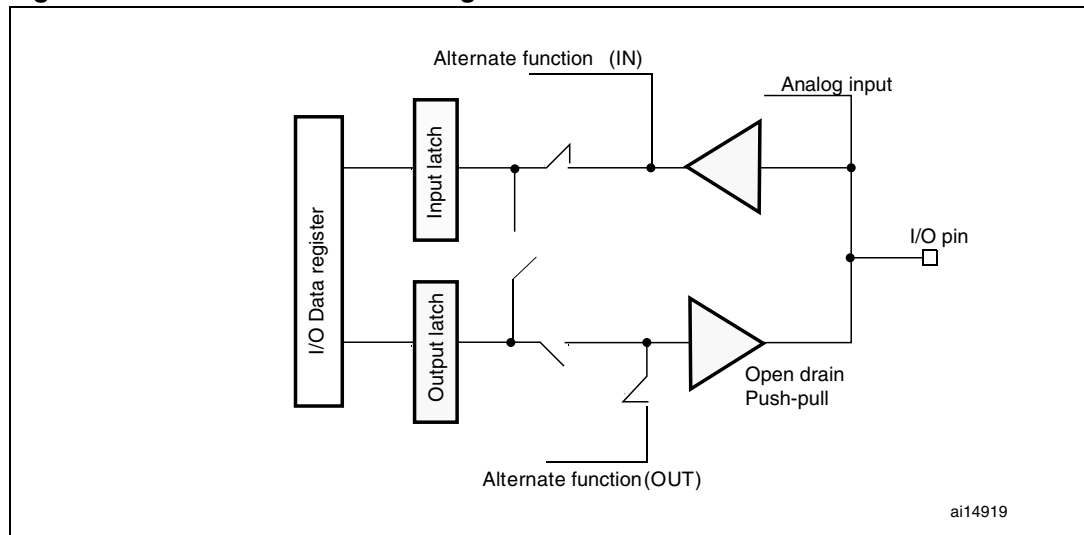 Alternate function (IN)
Analog input
Input latch
I/O Data register
I/O pin
Output latch
Open drain
Push-pull
Alternate function (OUT)
ai14919